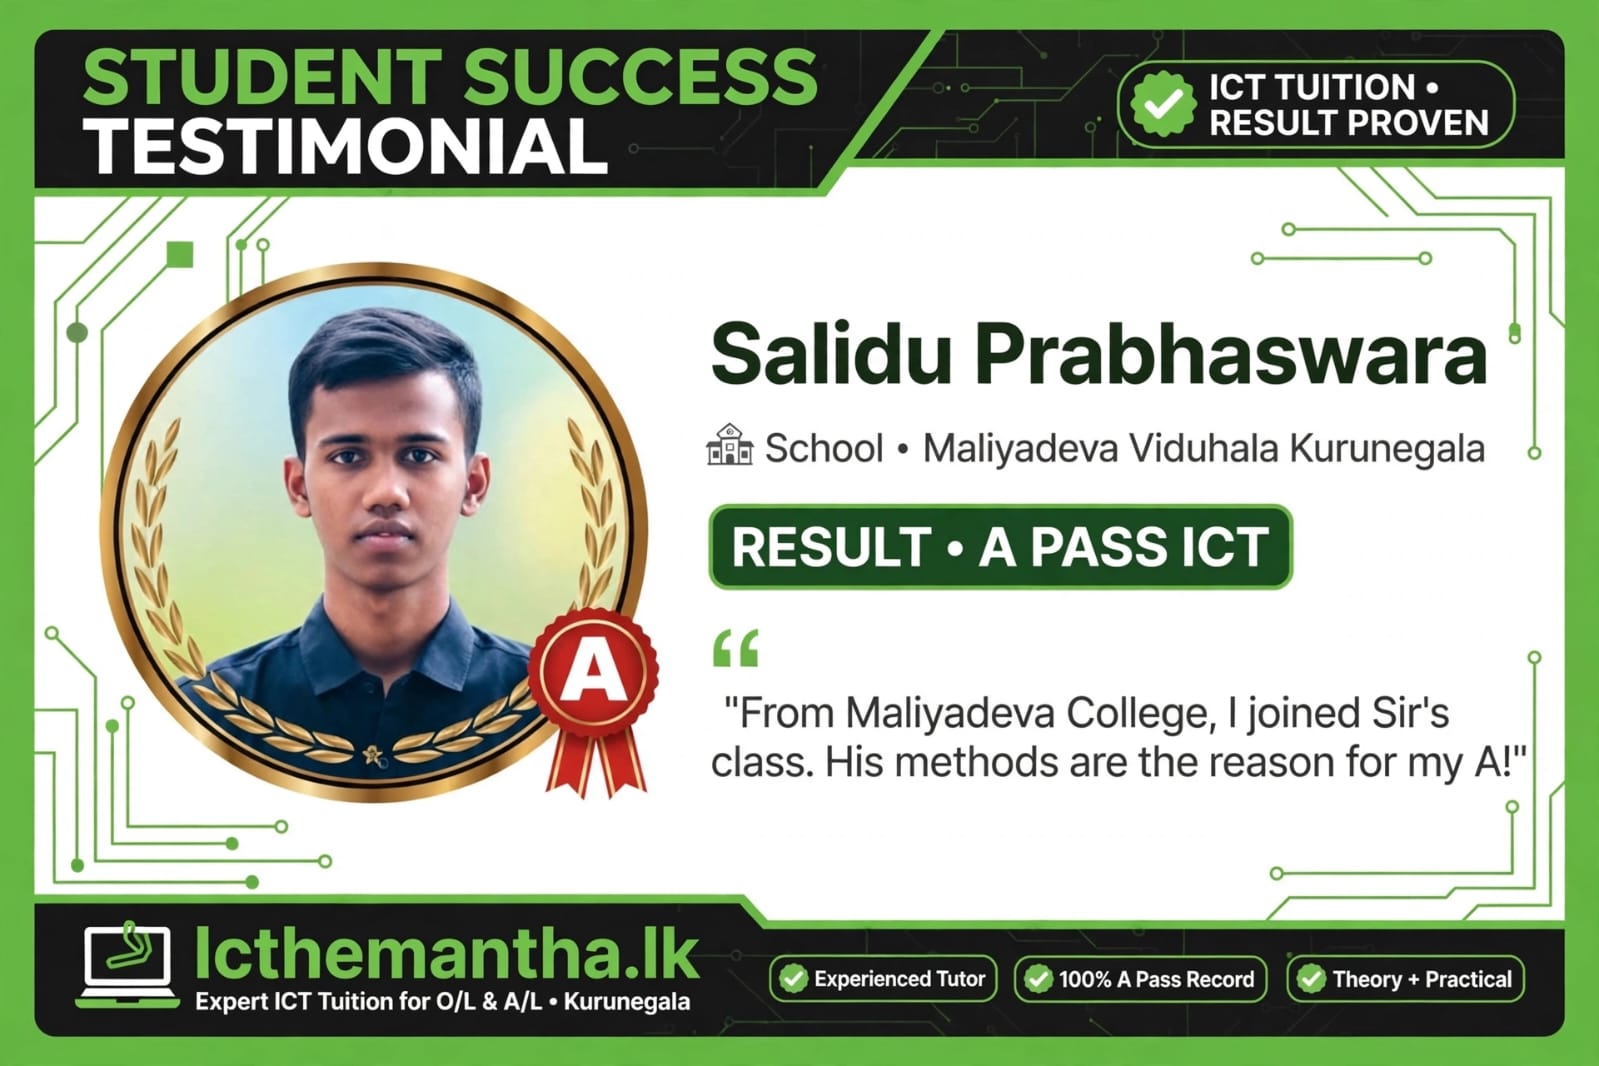 STUDENT SUCCESS
TESTIMONIAL
ICT TUITION •
RESULT PROVEN
Salidu Prabhaswara
School • Maliyadeva Viduhala Kurunegala
RESULT • A PASS ICT
A
“
"From Maliyadeva College, I joined Sir's
class. His methods are the reason for my A!"
Icthemantha.lk
Expert ICT Tuition for O/L & A/L • Kurunegala
Experienced Tutor
100% A Pass Record
Theory + Practical